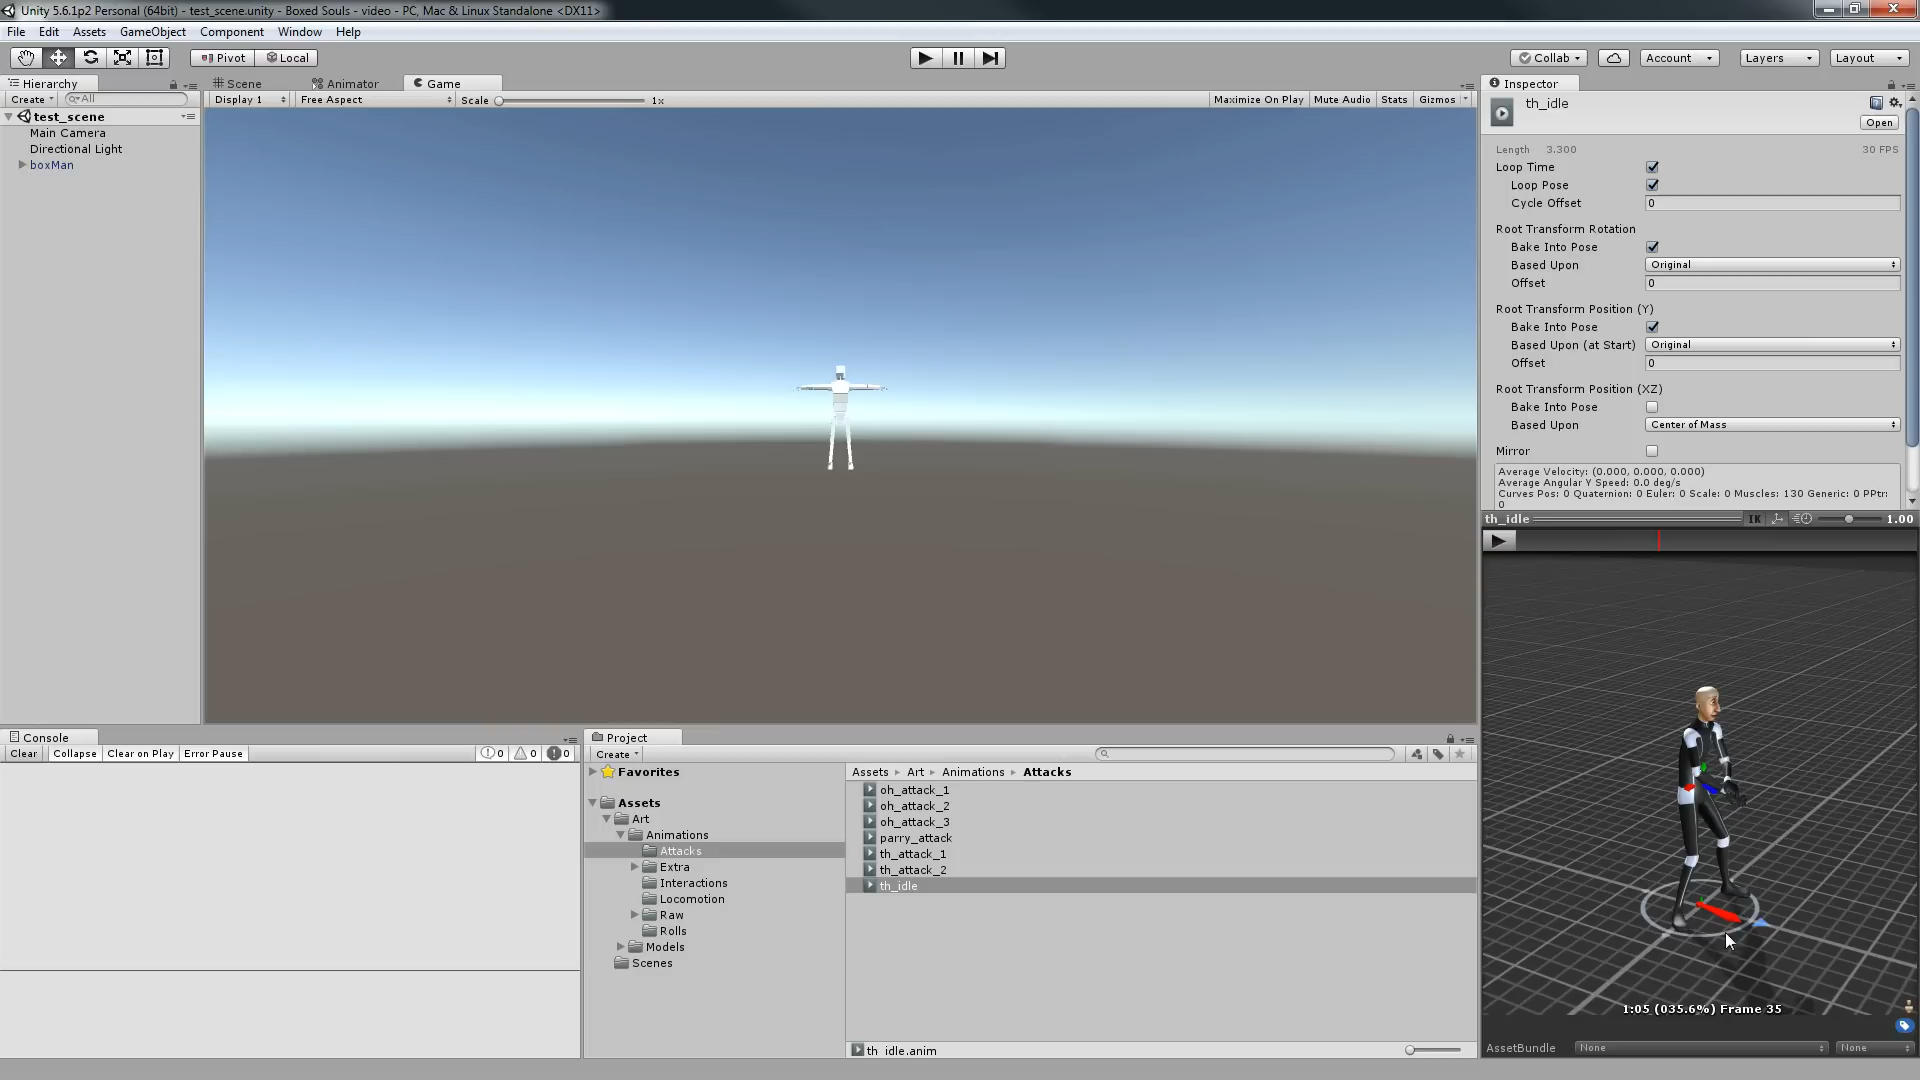 Unity 5.6.1p2 Personal (64bit) - test_scene.unity - Boxed Souls - video - PC, Mac & Linux Standalone <DX11>
File Edit Assets GameObject Component Window Help
Pivot Local Collab Account Layers Layout
Hierarchy
Create All
test_scene
Main Camera
Directional Light
boxMan
Scene Animator Game
Display 1 Free Aspect Scale 1x Maximize On Play Mute Audio Stats Gizmos
Inspector
th_idle
Open
Length 3.300 30 FPS
Loop Time
Loop Pose
Cycle Offset 0
Root Transform Rotation
Bake Into Pose
Based Upon Original
Offset 0
Root Transform Position (Y)
Bake Into Pose
Based Upon (at Start) Original
Offset 0
Root Transform Position (XZ)
Bake Into Pose
Based Upon Center of Mass
Mirror
Average Velocity: (0.000, 0.000, 0.000)
Average Angular Y Speed: 0.0 deg/s
Curves Pos: 0 Quaternion: 0 Euler: 0 Scale: 0 Muscles: 130 Generic: 0 PPtr:
0
th_idle IK 1.00
1:05 (035.6%) Frame 35
AssetBundle None None
Console
Clear Collapse Clear on Play Error Pause 0 0 0
Project
Create
Favorites
Assets
Art
Animations
Attacks
Extra
Interactions
Locomotion
Raw
Rolls
Models
Scenes
Assets Art Animations Attacks
oh_attack_1
oh_attack_2
oh_attack_3
parry_attack
th_attack_1
th_attack_2
th_idle
th_idle.anim